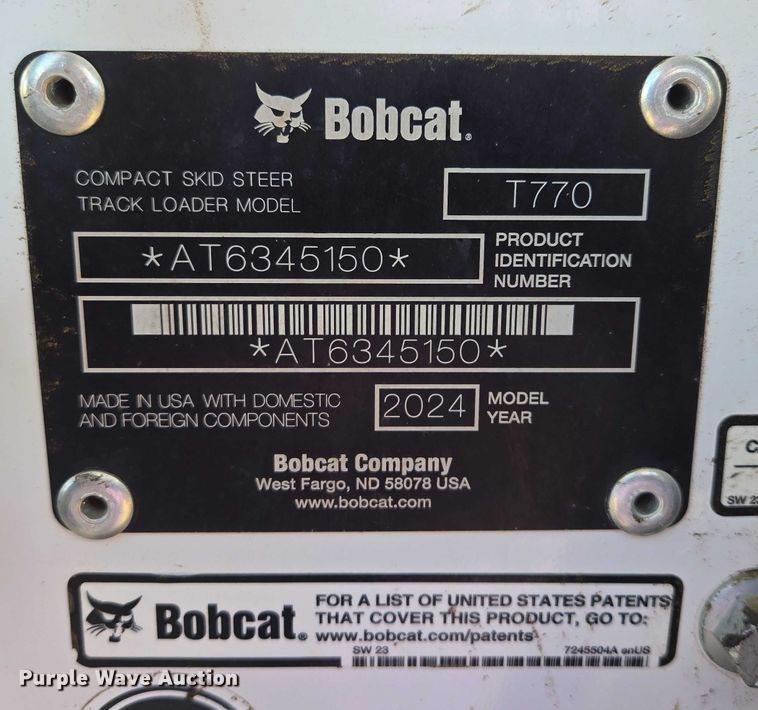 Bobcat.
COMPACT SKID STEER
TRACK LOADER MODEL
T770
*AT6345150*
PRODUCT
IDENTIFICATION
NUMBER
*AT6345150*
MADE IN USA WITH DOMESTIC
AND FOREIGN COMPONENTS
2024
MODEL
YEAR
Bobcat Company
West Fargo, ND 58078 USA
www.bobcat.com
Bobcat.
FOR A LIST OF UNITED STATES PATENTS
THAT COVER THIS PRODUCT, GO TO:
www.bobcat.com/patents
SW 23
7245504A enUS
Purple Wave Auction